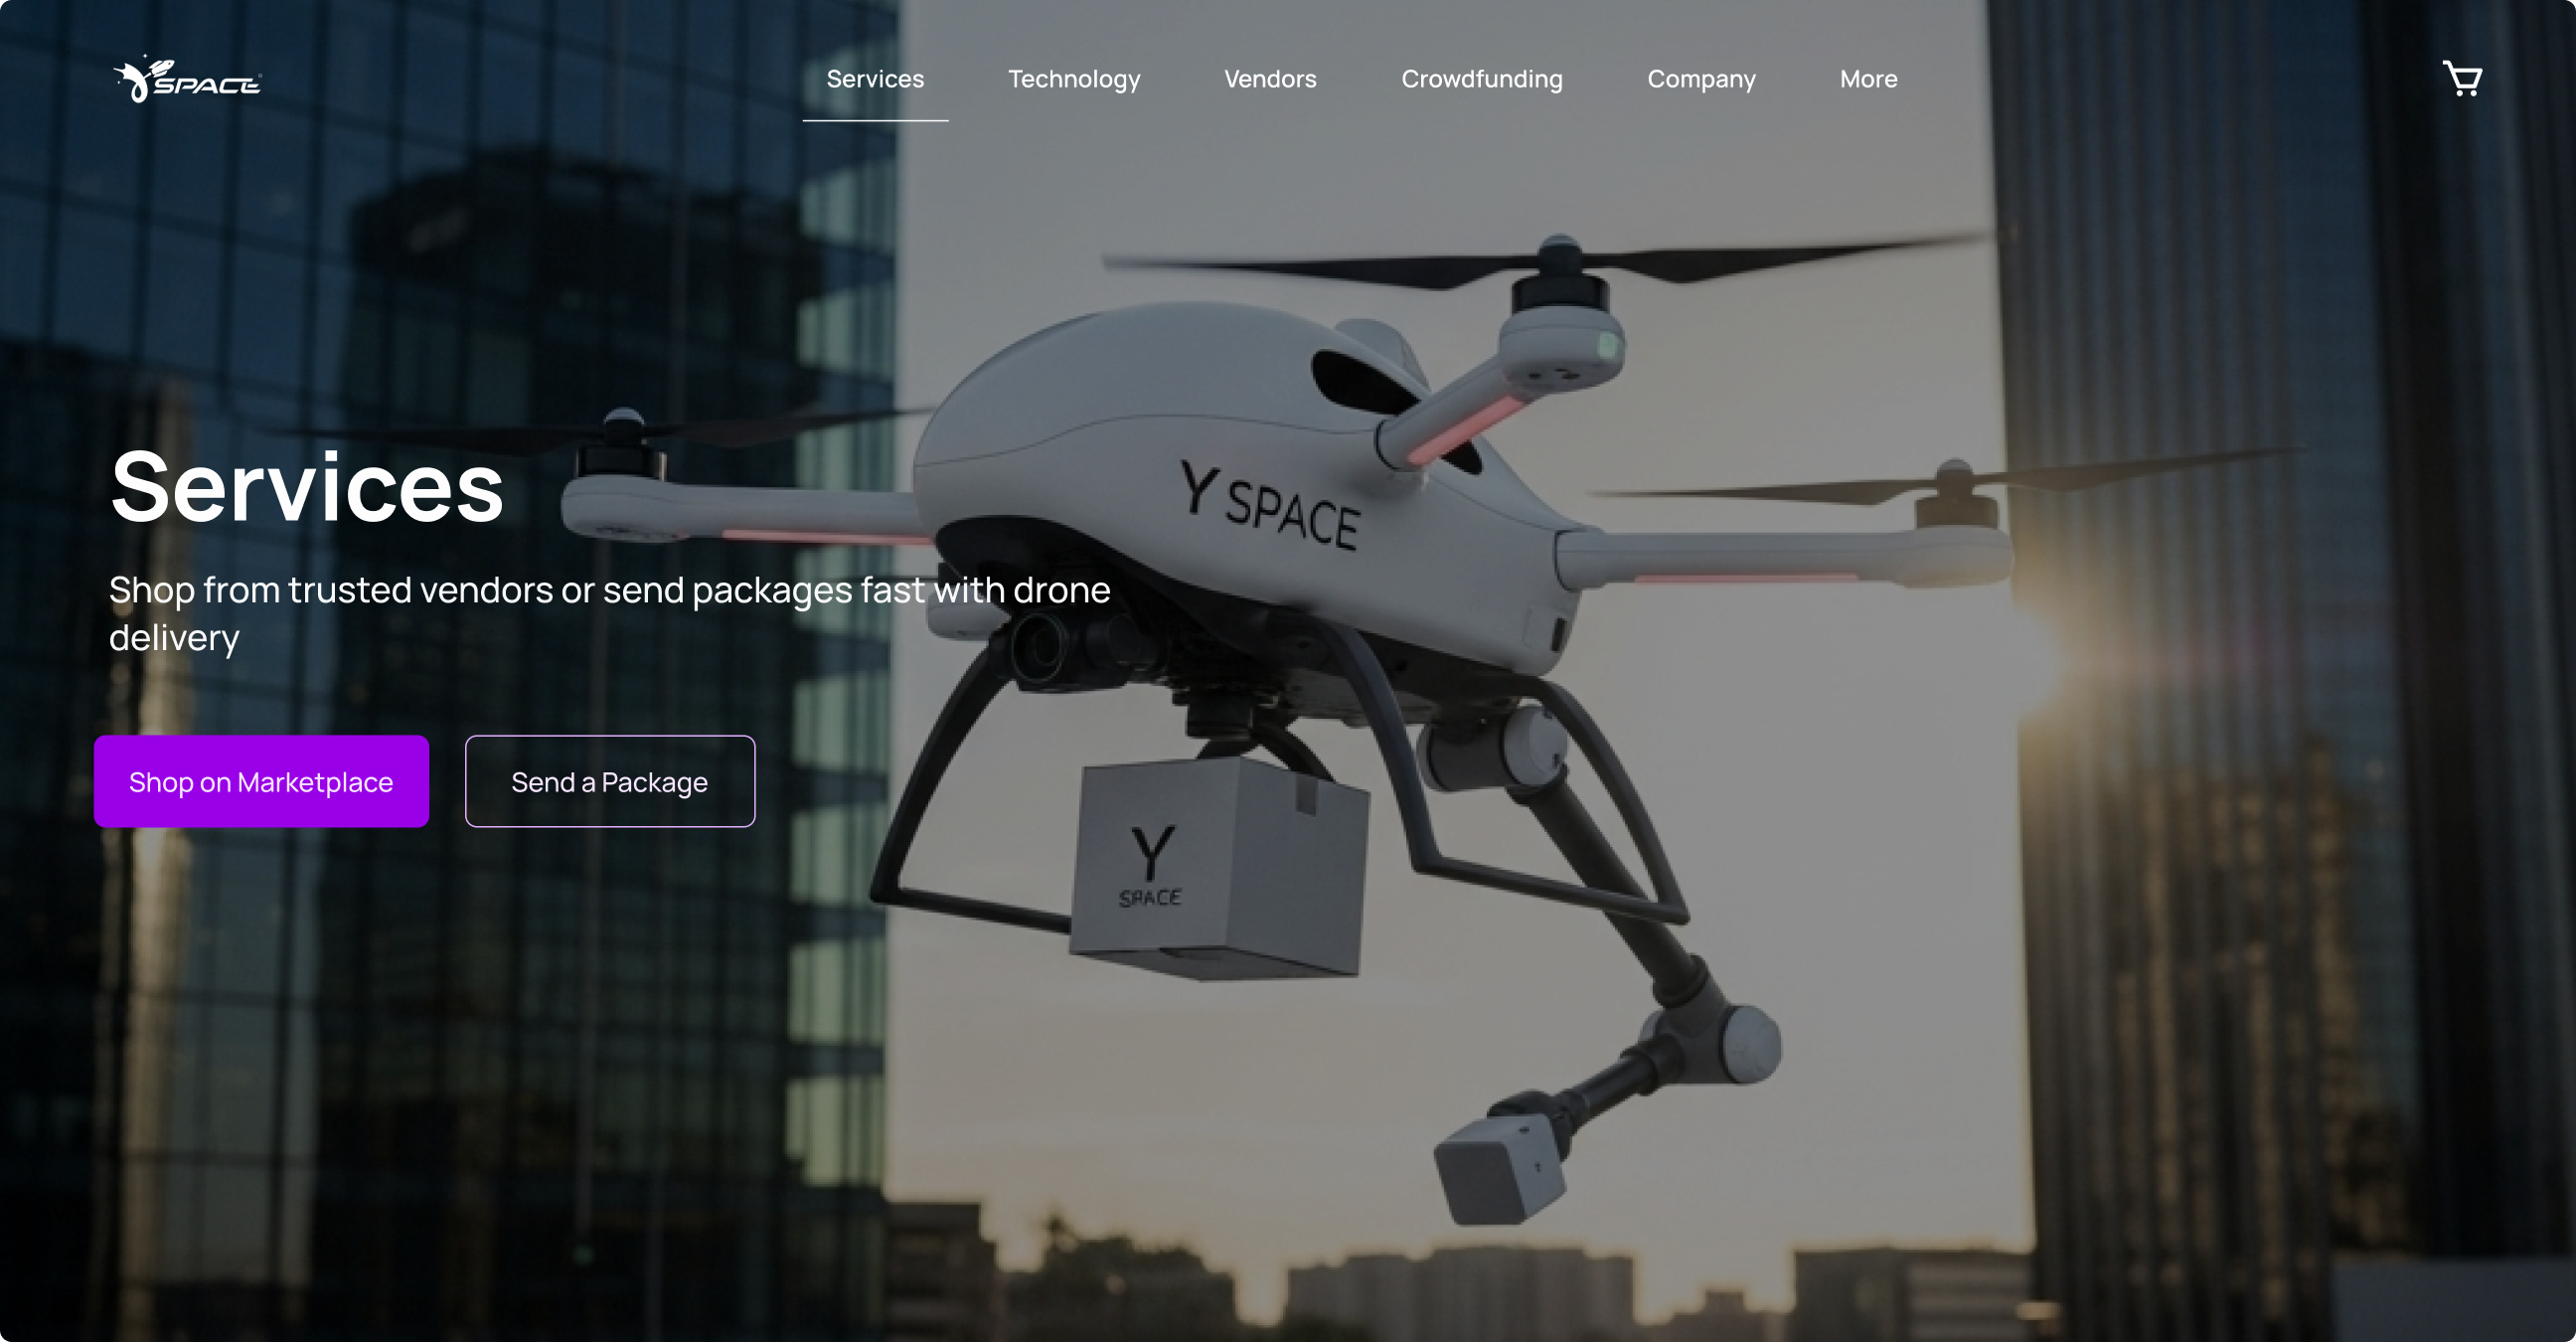 YSPACE
Services
Technology
Vendors
Crowdfunding
Company
More
Services
Shop from trusted vendors or send packages fast with drone
delivery
Shop on Marketplace
Send a Package
Y SPACE
Y
SPACE